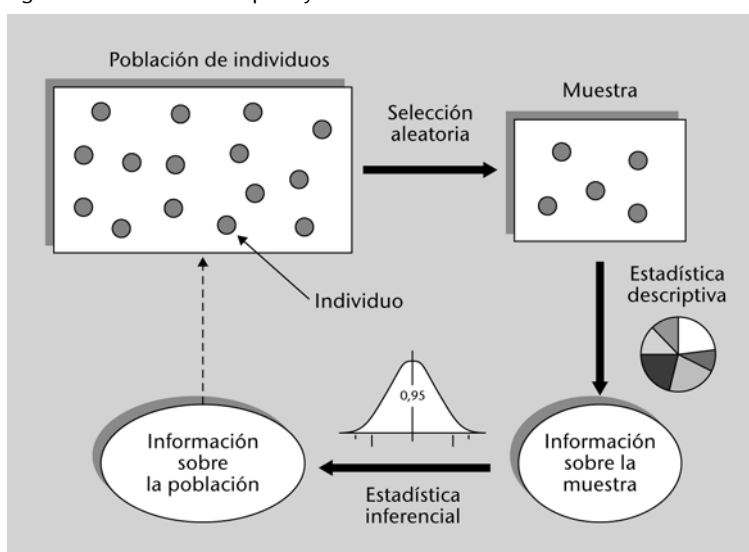 Población de individuos
Selección
aleatoria
Muestra
Individuo
Estadística
descriptiva
0,95
Información
sobre
la población
Estadística
inferencial
Información
sobre la
muestra